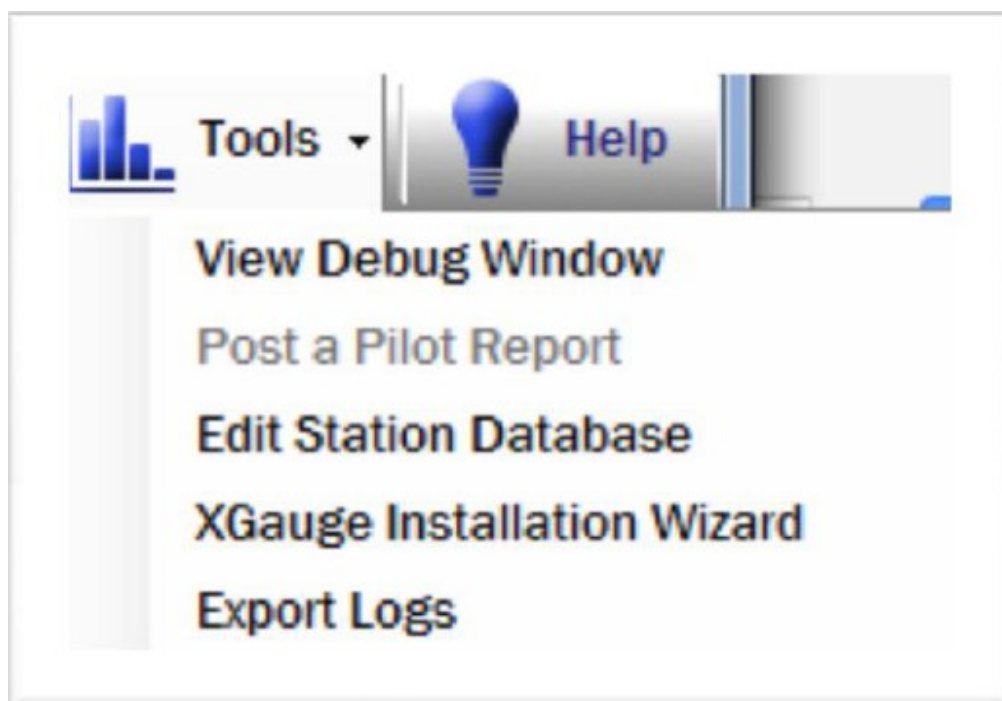 Tools Help
View Debug Window
Post a Pilot Report
Edit Station Database
XGauge Installation Wizard
Export Logs